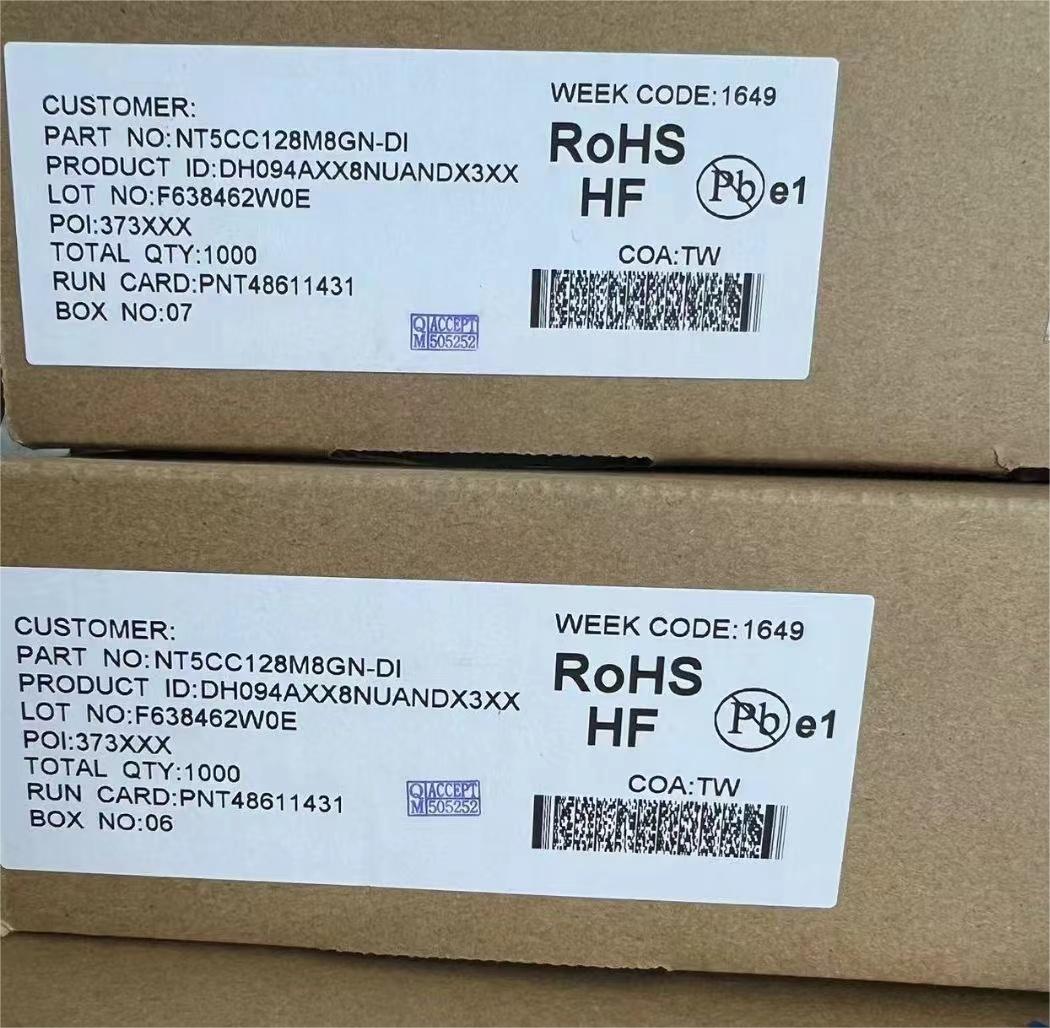 CUSTOMER:
PART NO:NT5CC128M8GN-DI
PRODUCT ID:DH094AXX8NUANDX3XX
LOT NO:F638462W0E
POI:373XXX
TOTAL QTY:1000
RUN CARD:PNT48611431
BOX NO:07
QM ACCEPT 505252
WEEK CODE:1649
RoHS
HF
Pb e1
COA:TW
CUSTOMER:
PART NO:NT5CC128M8GN-DI
PRODUCT ID:DH094AXX8NUANDX3XX
LOT NO:F638462W0E
POI:373XXX
TOTAL QTY:1000
RUN CARD:PNT48611431
BOX NO:06
QM ACCEPT 505252
WEEK CODE:1649
RoHS
HF
Pb e1
COA:TW